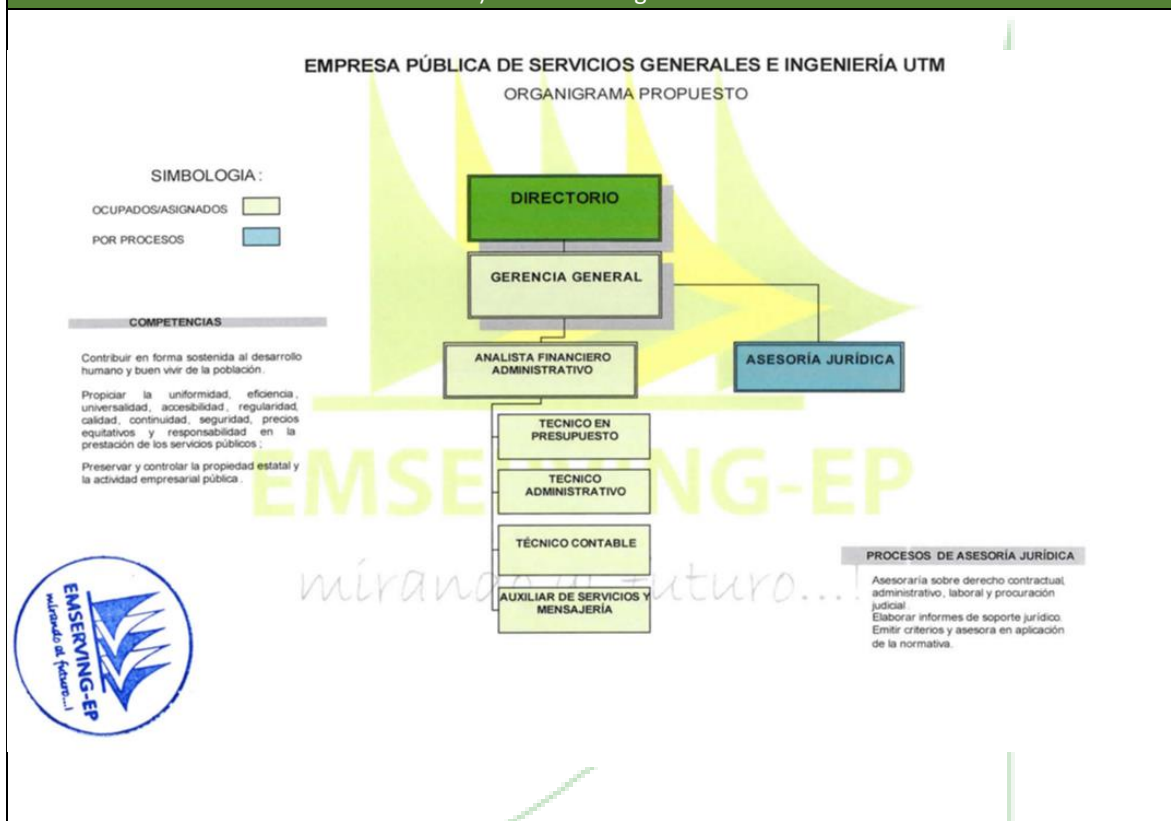 EMPRESA PÚBLICA DE SERVICIOS GENERALES E INGENIERÍA UTM
ORGANIGRAMA PROPUESTO
SIMBOLOGIA :
OCUPADOS/ASIGNADOS
POR PROCESOS
DIRECTORIO
GERENCIA GENERAL
ANALISTA FINANCIERO
ADMINISTRATIVO
ASESORÍA JURÍDICA
TECNICO EN
PRESUPUESTO
TECNICO
ADMINISTRATIVO
TÉCNICO CONTABLE
AUXILIAR DE SERVICIOS Y
MENSAJERÍA
COMPETENCIAS
Contribuir en forma sostenida al desarrollo
humano y buen vivir de la población.
Propiciar la uniformidad, eficiencia,
universalidad, accesibilidad, regularidad,
calidad, continuidad, seguridad, precios
equitativos y responsabilidad en la
prestación de los servicios públicos ;
Preservar y controlar la propiedad estatal y
la actividad empresarial pública.
PROCESOS DE ASESORÍA JURÍDICA
Asesoraría sobre derecho contractual,
administrativo, laboral y procuración
judicial.
Elaborar informes de soporte jurídico.
Emitir criterios y asesora en aplicación
de la normativa.
EMSERVING-EP
mirando al futuro...!
EMSERVING-EP
mirando al futuro...!